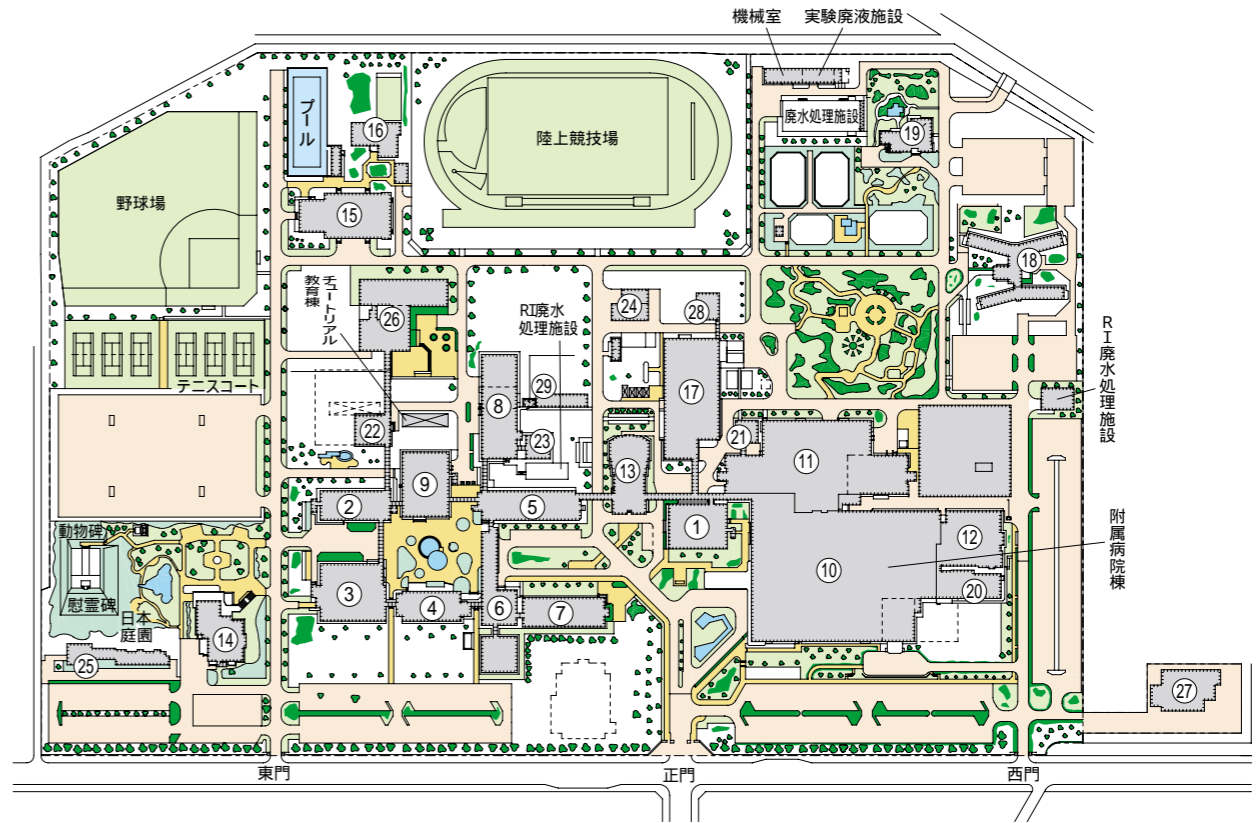 機械室
実験廃液施設
プール
⑯
廃水処理施設
⑲
陸上競技場
野球場
⑮
⑱
チュートリアル
教育棟
㉖
RI廃水
処理施設
㉔
㉘
RI廃水処理施設
テニスコート
⑧
㉙
⑰
㉒
㉓
㉑
⑪
⑬
⑨
②
⑤
①
動物碑
⑫
附属病院棟
⑩
慰霊碑
日本
庭園
③
④
⑥
⑦
⑳
⑭
㉕
㉗
東門
正門
西門